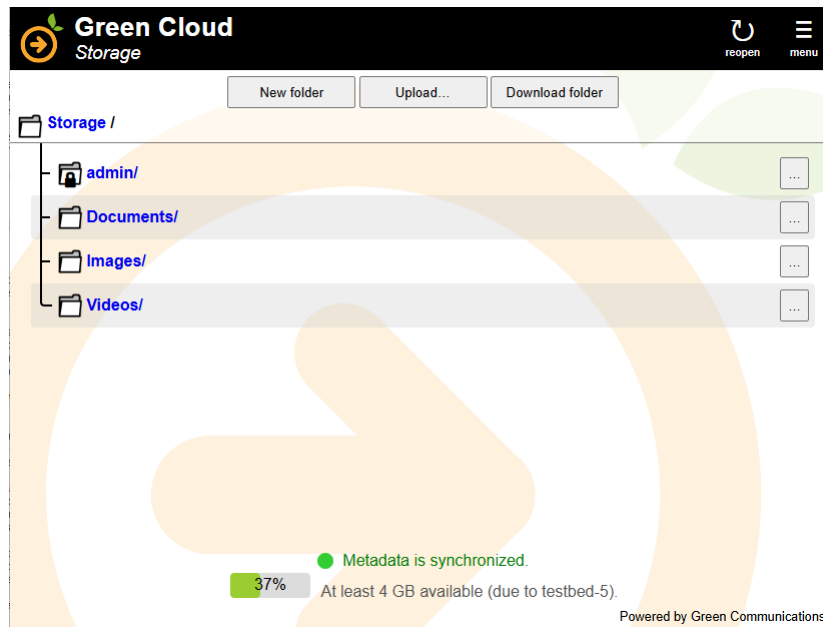 Green Cloud
Storage
reopen
menu
New folder
Upload...
Download folder
Storage /
admin/
...
Documents/
...
Images/
...
Videos/
...
Metadata is synchronized.
37%
At least 4 GB available (due to testbed-5).
Powered by Green Communications